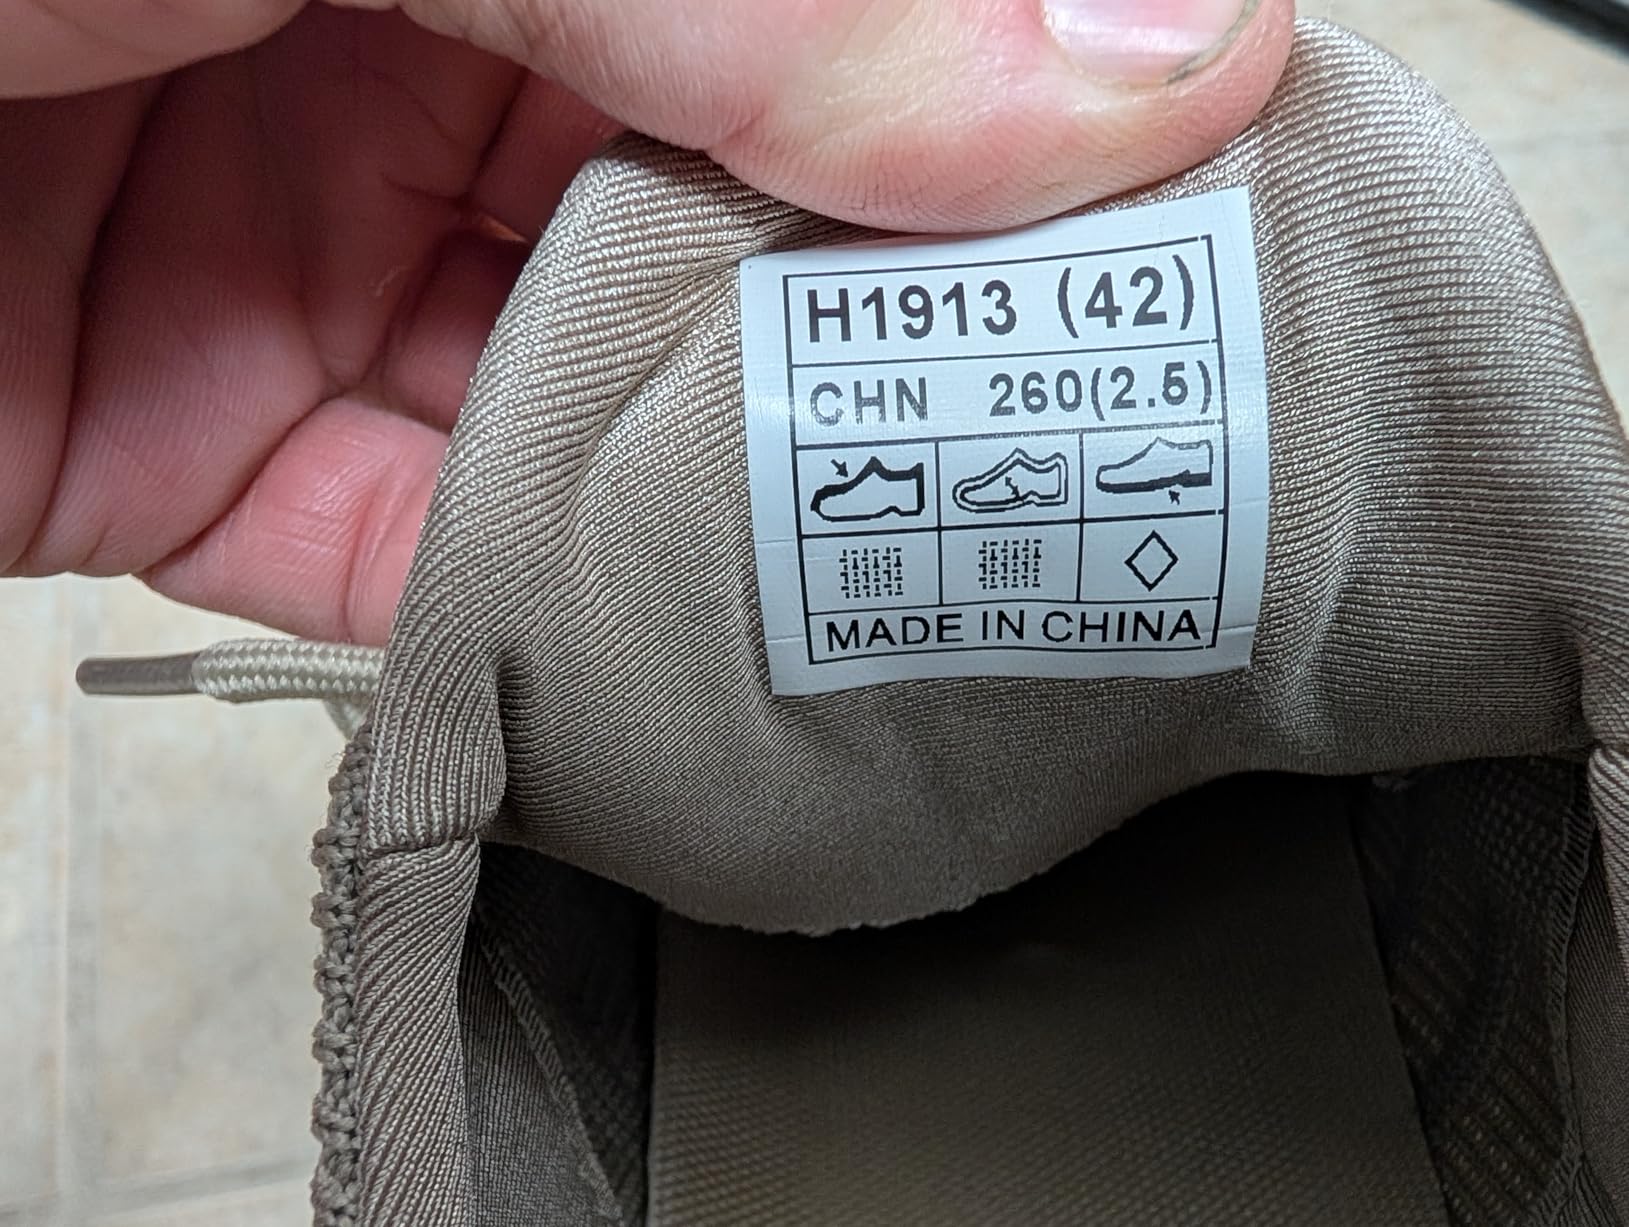 H1913 (42)
CHN 260(2.5)
MADE IN CHINA